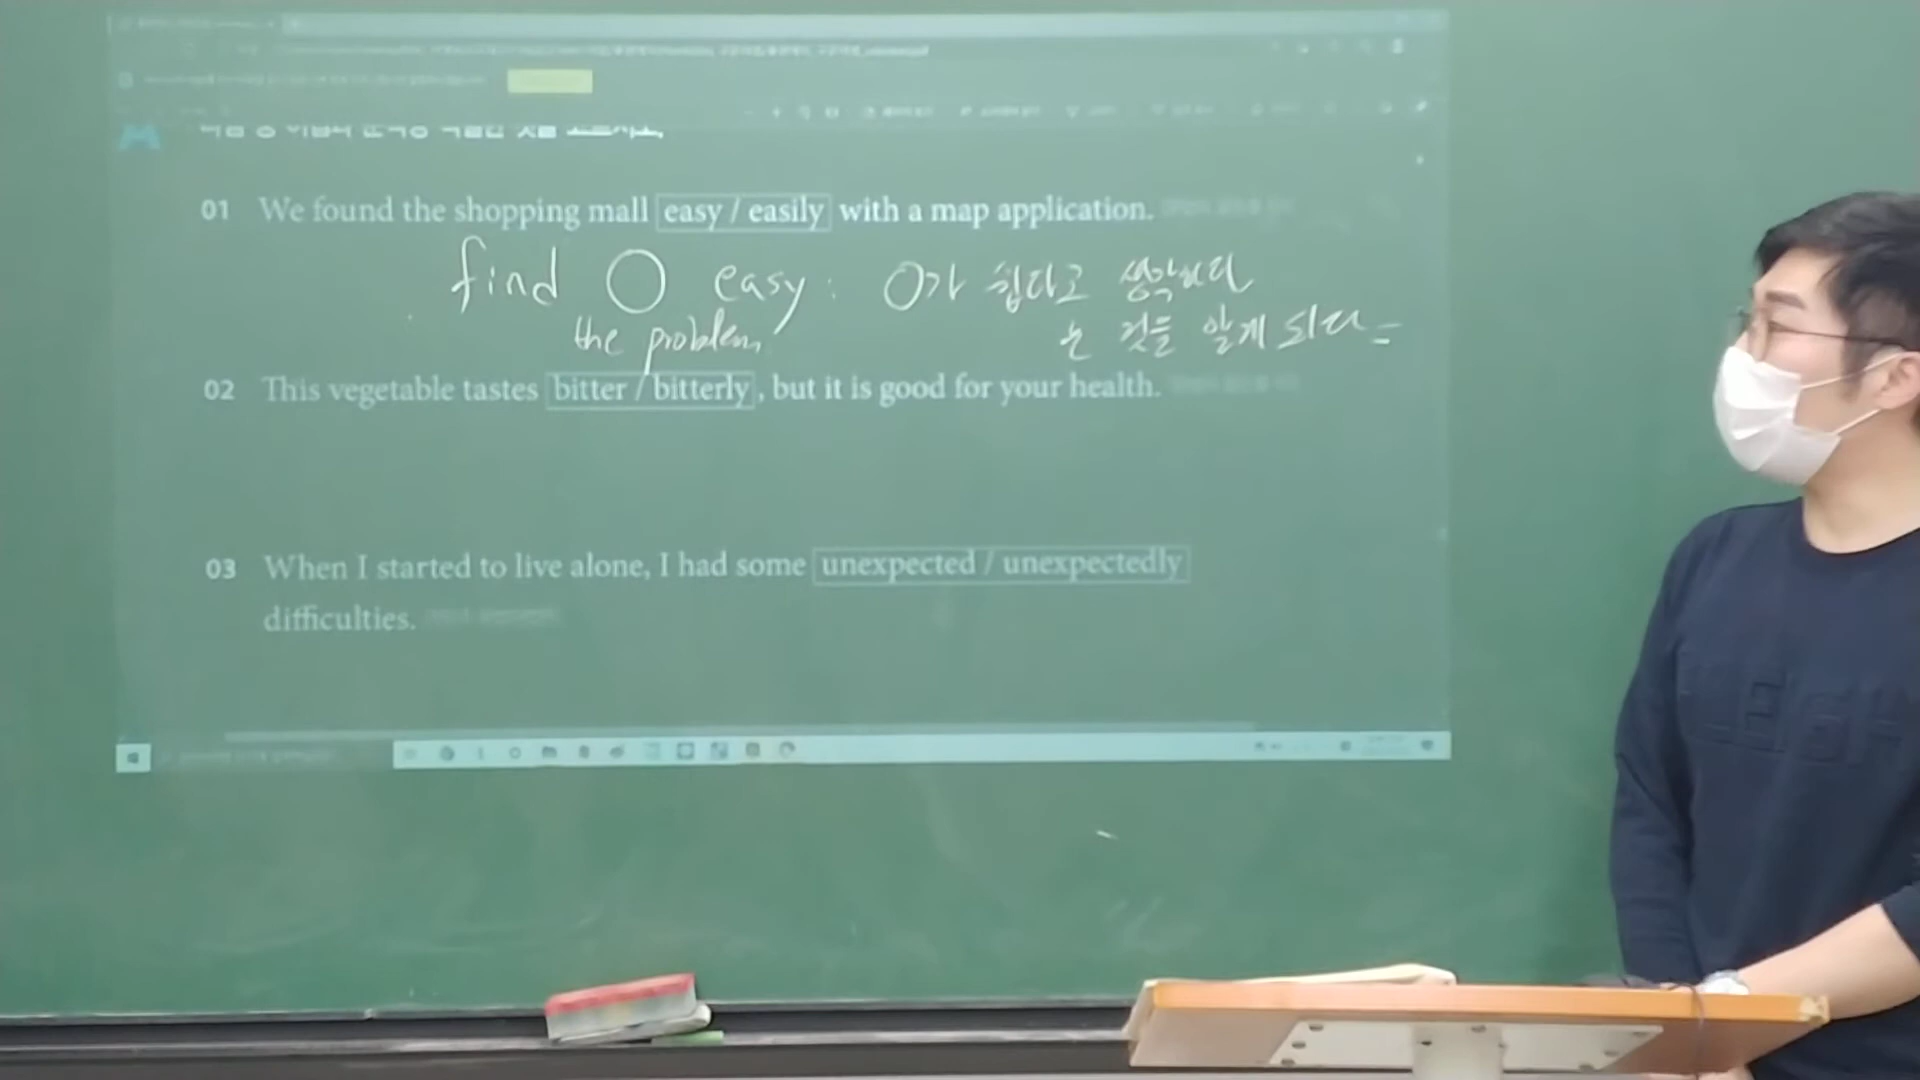 01 We found the shopping mall easy / easily with a map application.
find O easy : O가 쉽다고 생각하다
the problem
는 것을 알게 되다
02 This vegetable tastes bitter / bitterly, but it is good for your health.
03 When I started to live alone, I had some unexpected / unexpectedly
difficulties.